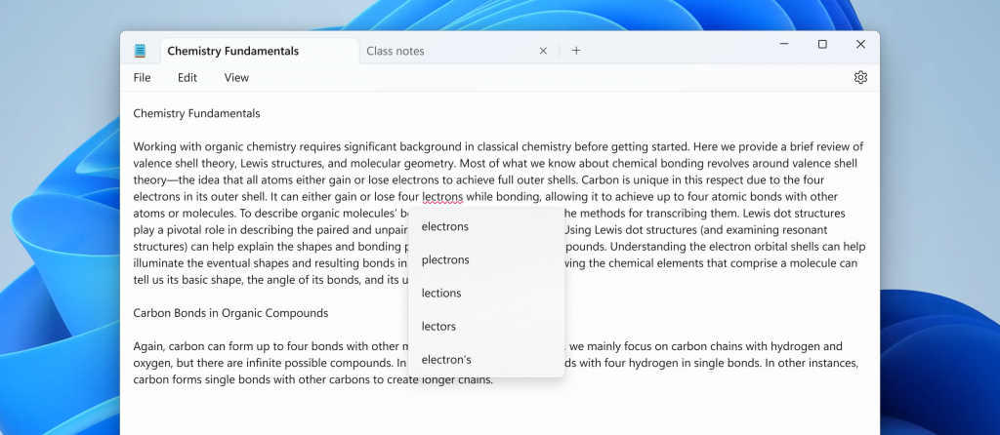 Chemistry Fundamentals
Class notes
File Edit View
Chemistry Fundamentals
Working with organic chemistry requires significant background in classical chemistry before getting started. Here we provide a brief review of
valence shell theory, Lewis structures, and molecular geometry. Most of what we know about chemical bonding revolves around valence shell
theory—the idea that all atoms either gain or lose electrons to achieve full outer shells. Carbon is unique in this respect due to the four
electrons in its outer shell. It can either gain or lose four lectrons while bonding, allowing it to achieve up to four atomic bonds with other
atoms or molecules. To describe organic molecules’ he methods for transcribing them. Lewis dot structures
play a pivotal role in describing the paired and Using Lewis dot structures (and examining resonant
structures) can help explain the shapes and bonding Understanding the electron orbital shells can help
illuminate the eventual shapes and resulting bonds in the chemical elements that comprise a molecule can
tell us its basic shape, the angle of its bonds, and its
electrons
plectrons
lections
lectors
electron’s
Carbon Bonds in Organic Compounds
Again, carbon can form up to four bonds with other we mainly focus on carbon chains with hydrogen and
oxygen, but there are infinite possible compounds. In with four hydrogen in single bonds. In other instances,
carbon forms single bonds with other carbons to create longer chains.